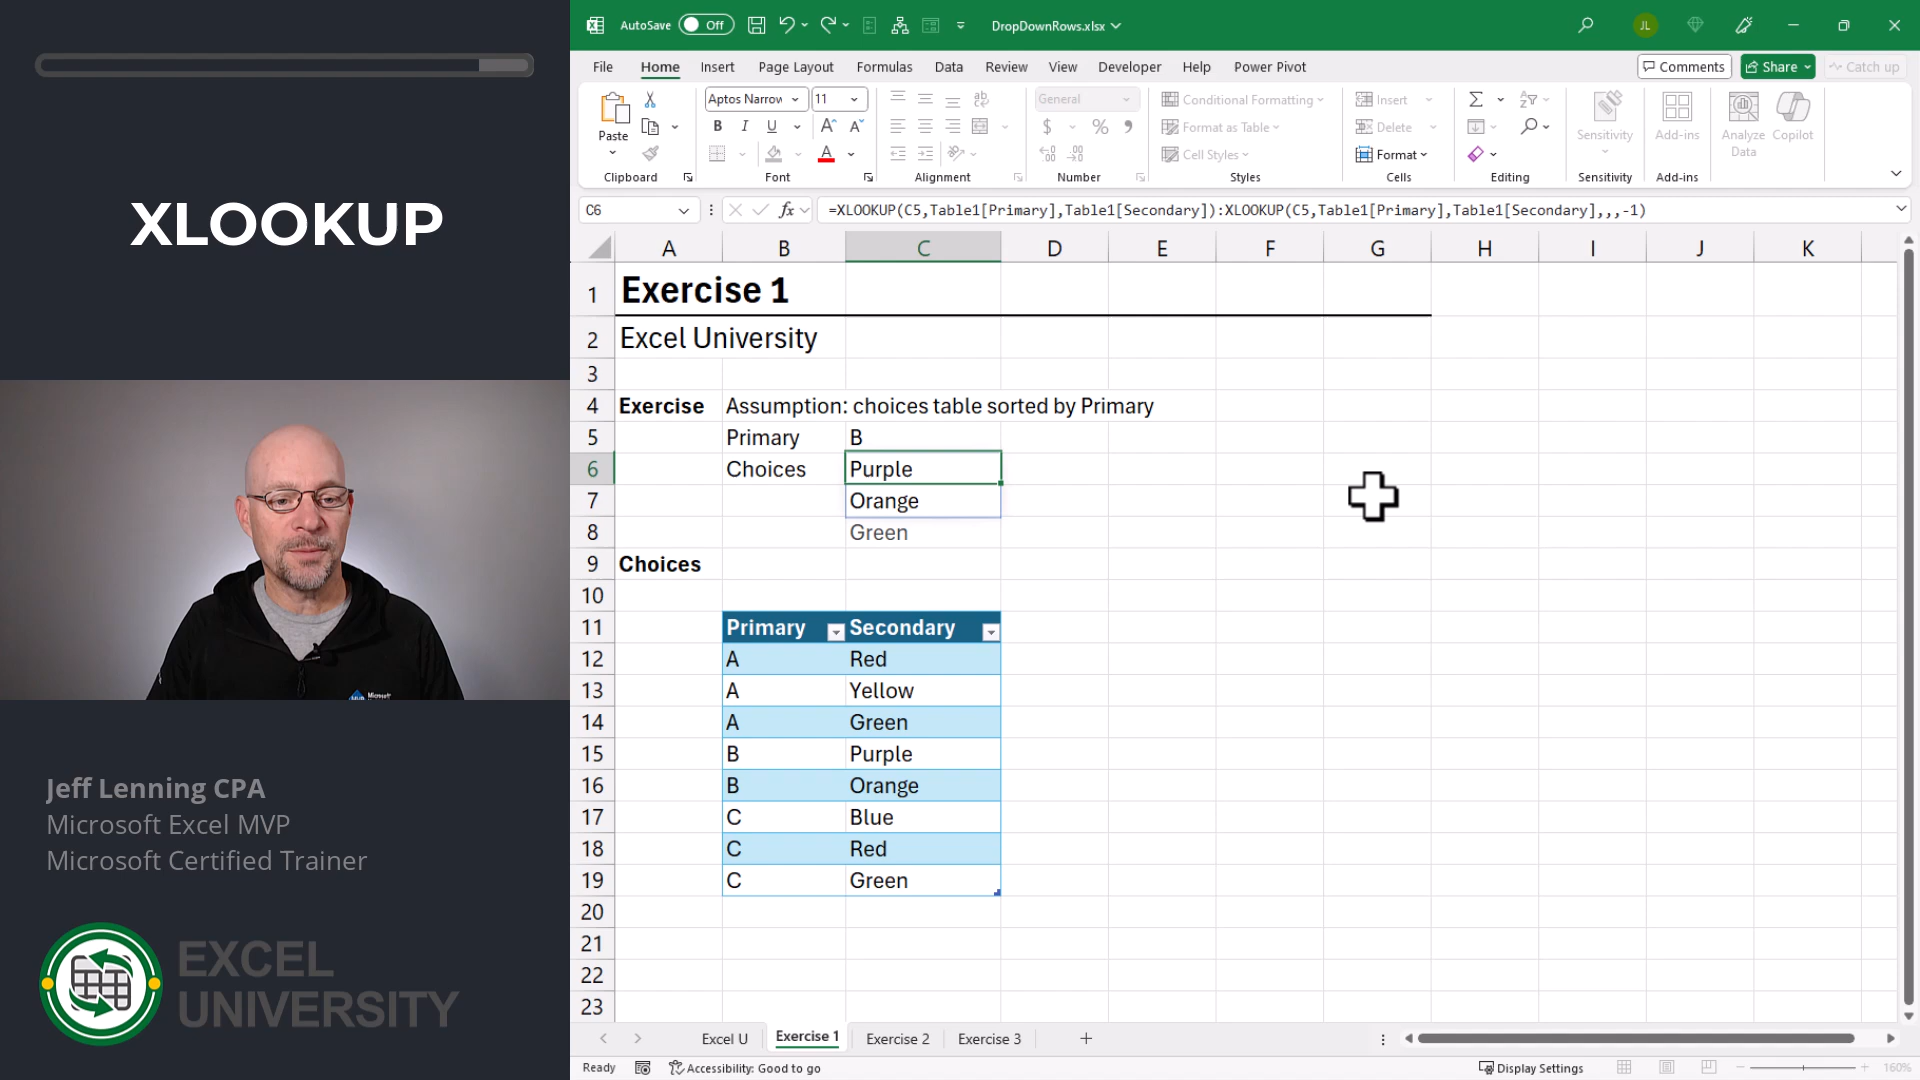 XLOOKUP
Jeff Lenning CPA
Microsoft Excel MVP
Microsoft Certified Trainer
EXCEL
UNIVERSITY
AutoSave Off DropDownRows.xlsx JL
File Home Insert Page Layout Formulas Data Review View Developer Help Power Pivot Comments Share Catch up
Paste
Clipboard
Aptos Narrow 11
B I U
Font
Alignment
General
$ % 9
Number
Conditional Formatting
Format as Table
Cell Styles
Styles
Insert
Delete
Format
Cells
Editing
Sensitivity
Sensitivity
Add-ins
Add-ins
Analyze Data
Copilot
C6 fx =XLOOKUP(C5,Table1[Primary],Table1[Secondary]):XLOOKUP(C5,Table1[Primary],Table1[Secondary],,,-1)
A B C D E F G H I J K
1 Exercise 1
2 Excel University
3
4 Exercise Assumption: choices table sorted by Primary
5 Primary B
6 Choices Purple
7 Orange
8 Green
9 Choices
10
11 Primary Secondary
12 A Red
13 A Yellow
14 A Green
15 B Purple
16 B Orange
17 C Blue
18 C Red
19 C Green
20
21
22
23
Excel U Exercise 1 Exercise 2 Exercise 3
Ready Accessibility: Good to go Display Settings 160%